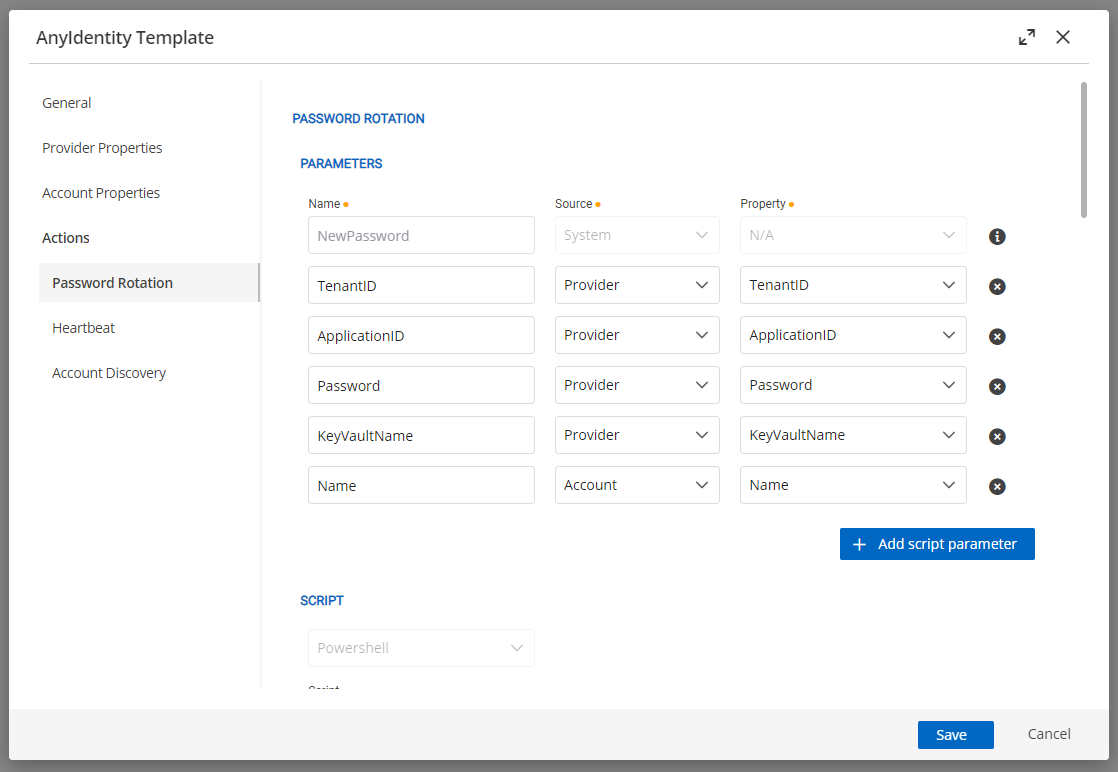 AnyIdentity Template
General
Provider Properties
Account Properties
Actions
Password Rotation
Heartbeat
Account Discovery
PASSWORD ROTATION
PARAMETERS
Name Source Property
NewPassword System N/A
TenantID Provider TenantID
ApplicationID Provider ApplicationID
Password Provider Password
KeyVaultName Provider KeyVaultName
Name Account Name
+ Add script parameter
SCRIPT
Powershell
Script
Save Cancel